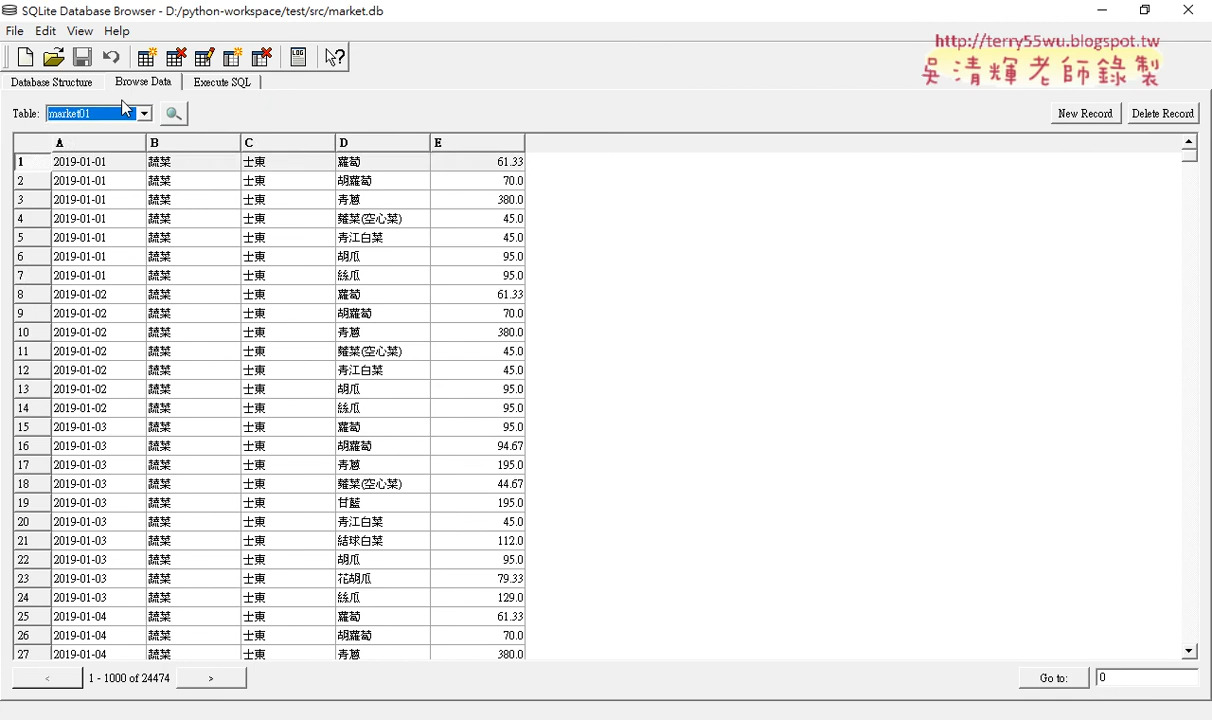 SQLite Database Browser - D:/python-workspace/test/src/market.db
http://terry55wu.blogspot.tw
吳清輝老師錄製
File Edit View Help
LOG
Database Structure Browse Data Execute SQL
Table: market01 New Record Delete Record
A B C D E
1 2019-01-01 蔬菜 士東 蘿蔔 61.33
2 2019-01-01 蔬菜 士東 胡蘿蔔 70.0
3 2019-01-01 蔬菜 士東 青蔥 380.0
4 2019-01-01 蔬菜 士東 蕹菜(空心菜) 45.0
5 2019-01-01 蔬菜 士東 青江白菜 45.0
6 2019-01-01 蔬菜 士東 胡瓜 95.0
7 2019-01-01 蔬菜 士東 絲瓜 95.0
8 2019-01-02 蔬菜 士東 蘿蔔 61.33
9 2019-01-02 蔬菜 士東 胡蘿蔔 70.0
10 2019-01-02 蔬菜 士東 青蔥 380.0
11 2019-01-02 蔬菜 士東 蕹菜(空心菜) 45.0
12 2019-01-02 蔬菜 士東 青江白菜 45.0
13 2019-01-02 蔬菜 士東 胡瓜 95.0
14 2019-01-02 蔬菜 士東 絲瓜 95.0
15 2019-01-03 蔬菜 士東 蘿蔔 95.0
16 2019-01-03 蔬菜 士東 胡蘿蔔 94.67
17 2019-01-03 蔬菜 士東 青蔥 195.0
18 2019-01-03 蔬菜 士東 蕹菜(空心菜) 44.67
19 2019-01-03 蔬菜 士東 甘藍 195.0
20 2019-01-03 蔬菜 士東 青江白菜 45.0
21 2019-01-03 蔬菜 士東 結球白菜 112.0
22 2019-01-03 蔬菜 士東 胡瓜 95.0
23 2019-01-03 蔬菜 士東 花胡瓜 79.33
24 2019-01-03 蔬菜 士東 絲瓜 129.0
25 2019-01-04 蔬菜 士東 蘿蔔 61.33
26 2019-01-04 蔬菜 士東 胡蘿蔔 70.0
27 2019-01-04 蔬菜 士東 青蔥 380.0
< 1 - 1000 of 24474 > Go to: 0